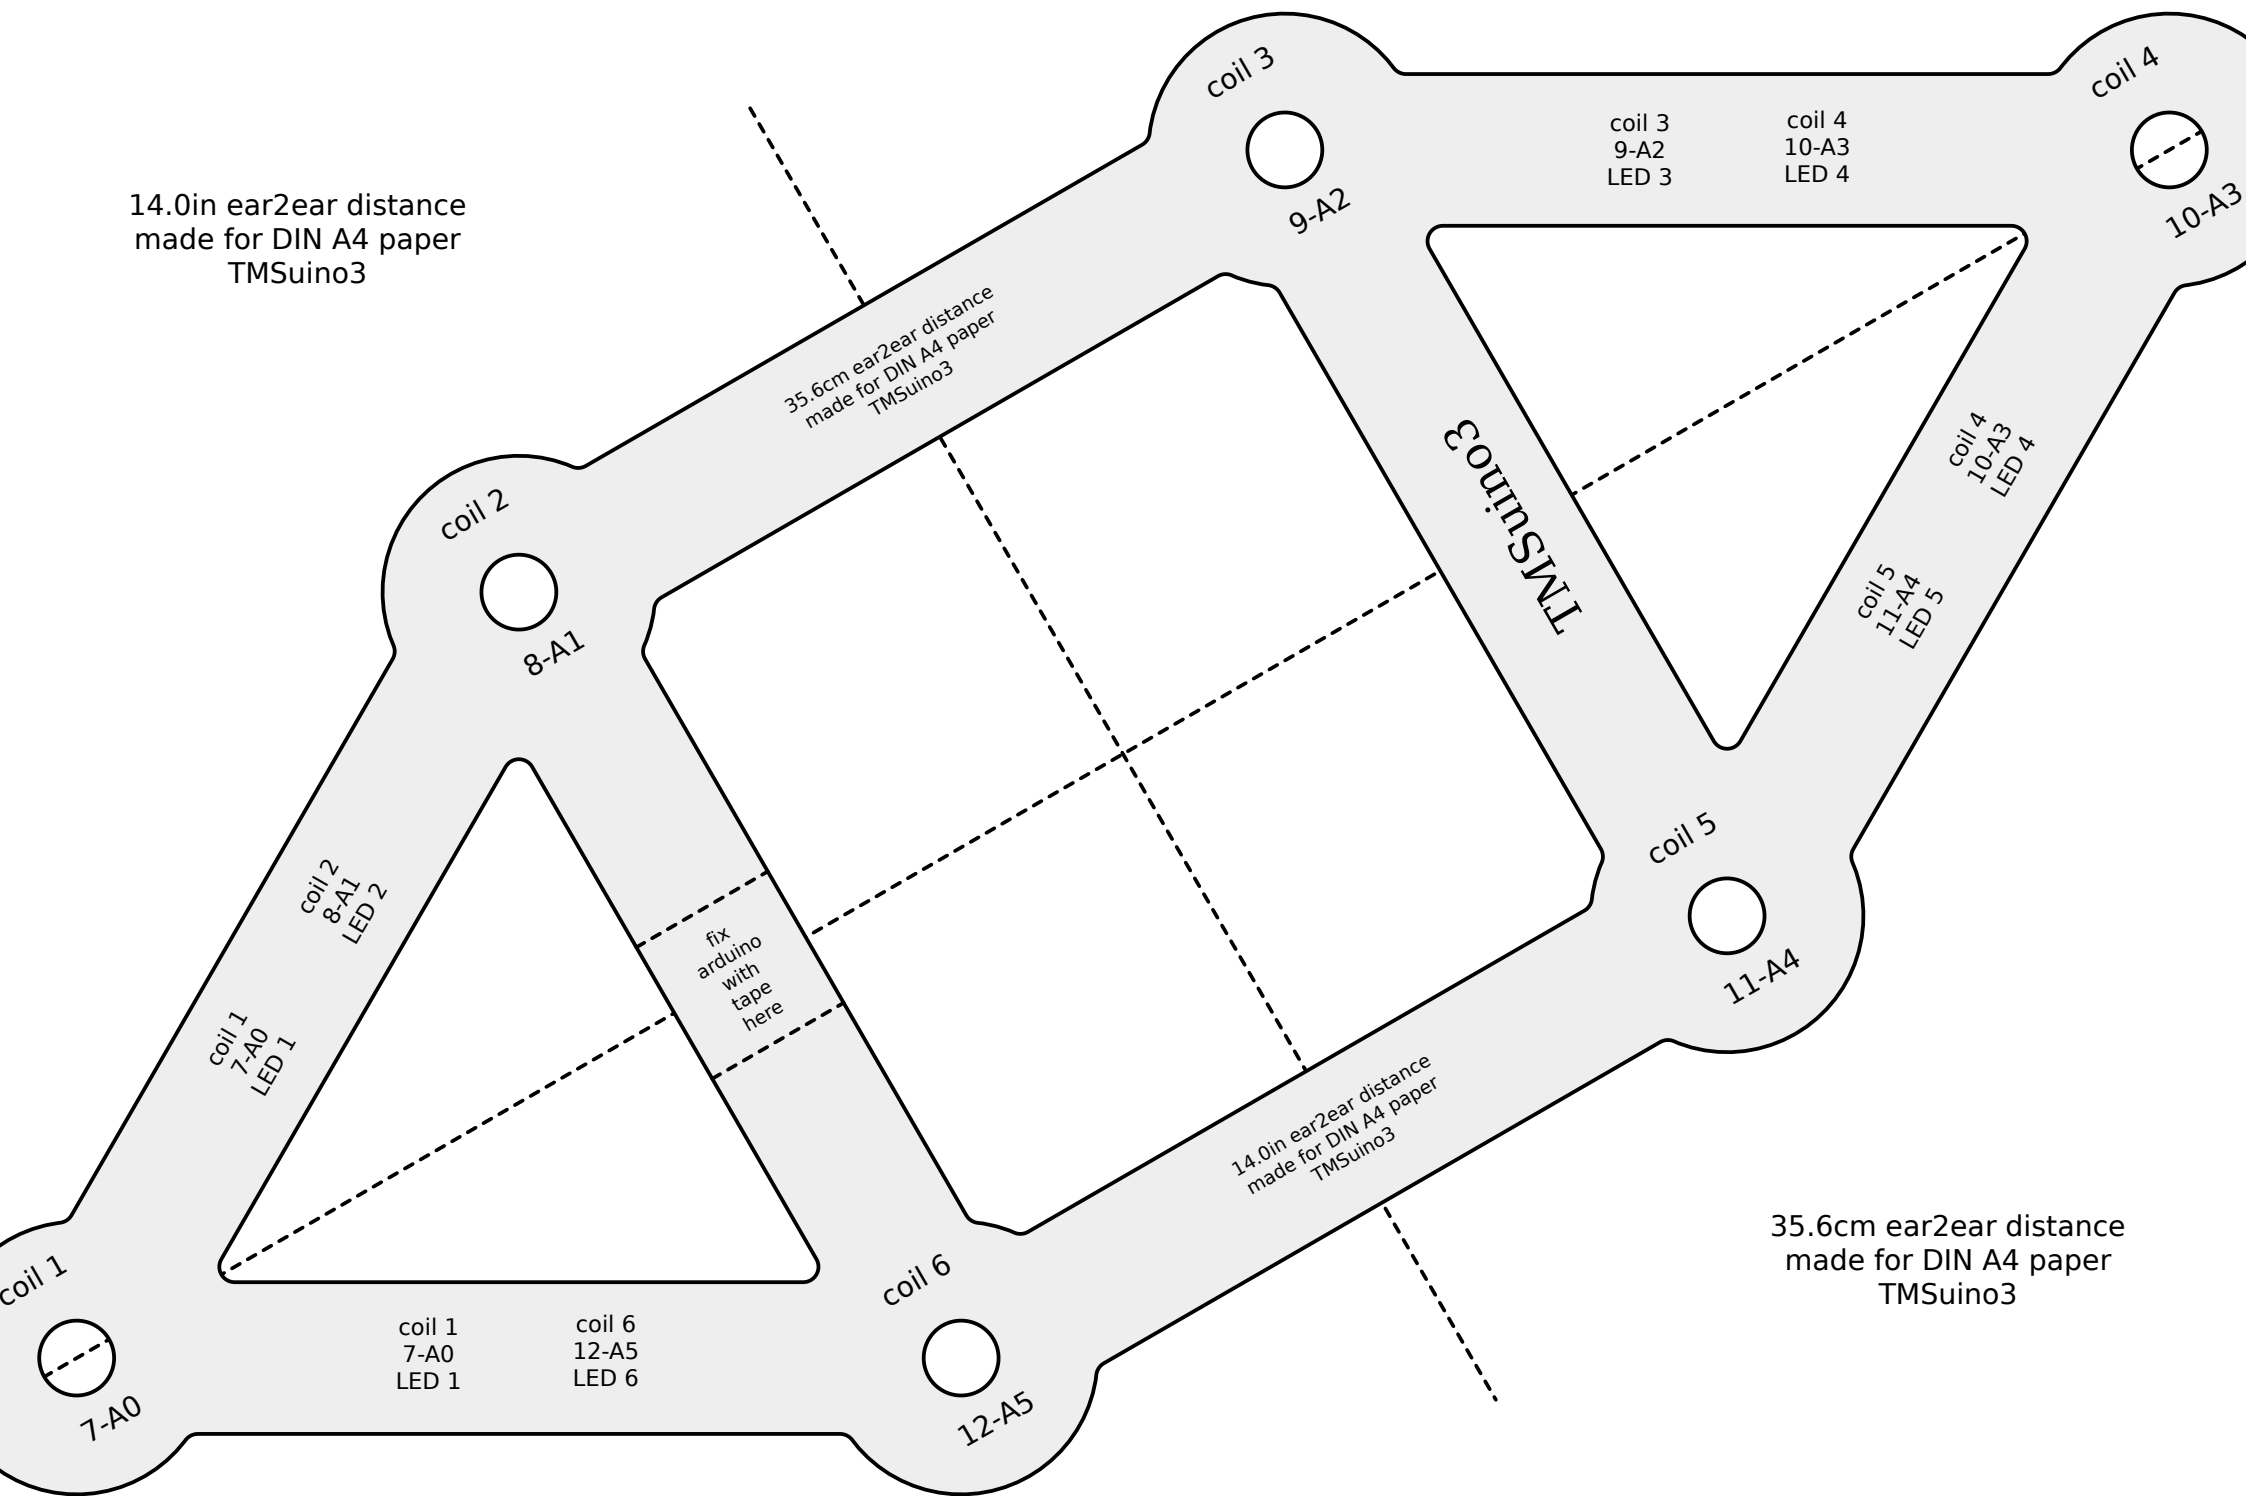 coil 3
9-A2
coil 4
10-A3
coil 3
9-A2
LED 3
coil 4
10-A3
LED 4
14.0in ear2ear distance
made for DIN A4 paper
TMSuino3
35.6cm ear2ear distance
made for DIN A4 paper
TMSuino3
coil 2
8-A1
TMSuino3
coil 4
10-A3
LED 4
coil 5
11-A4
LED 5
coil 5
11-A4
coil 2
8-A1
LED 2
coil 1
7-A0
LED 1
fix
arduino
with
tape
here
14.0in ear2ear distance
made for DIN A4 paper
TMSuino3
35.6cm ear2ear distance
made for DIN A4 paper
TMSuino3
coil 1
7-A0
coil 1
7-A0
LED 1
coil 6
12-A5
LED 6
coil 6
12-A5